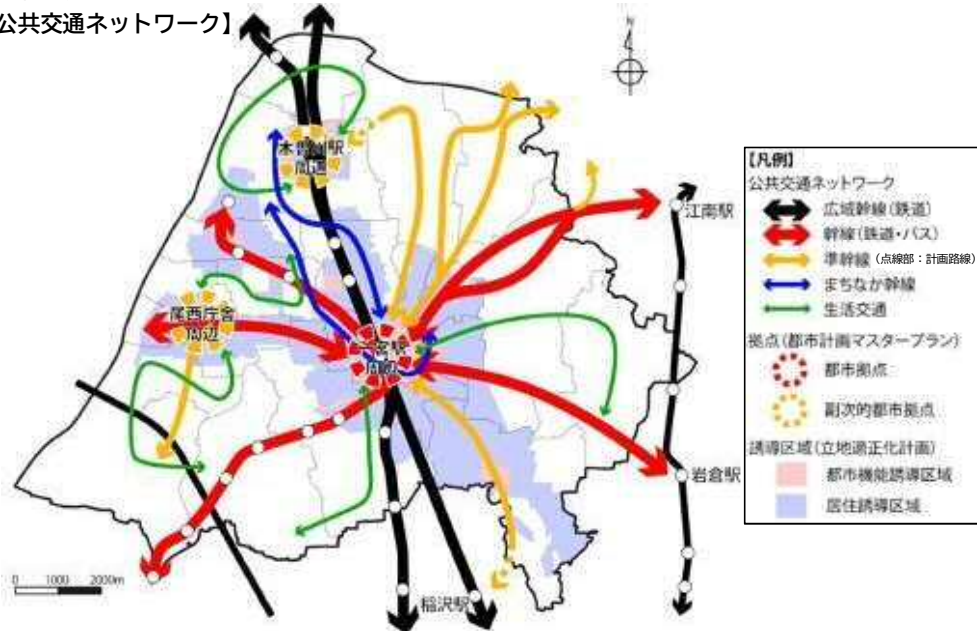 公共交通ネットワーク】
N
木曽川駅
周辺
江南駅
尾西庁舎
周辺
一宮駅
周辺
岩倉駅
稲沢駅
0 1000 2000m
【凡例】
公共交通ネットワーク
広域幹線(鉄道)
幹線(鉄道・バス)
準幹線(点線部:計画路線)
まちなか幹線
生活交通
拠点(都市計画マスタープラン)
都市拠点
副次的都市拠点
誘導区域(立地適正化計画)
都市機能誘導区域
居住誘導区域